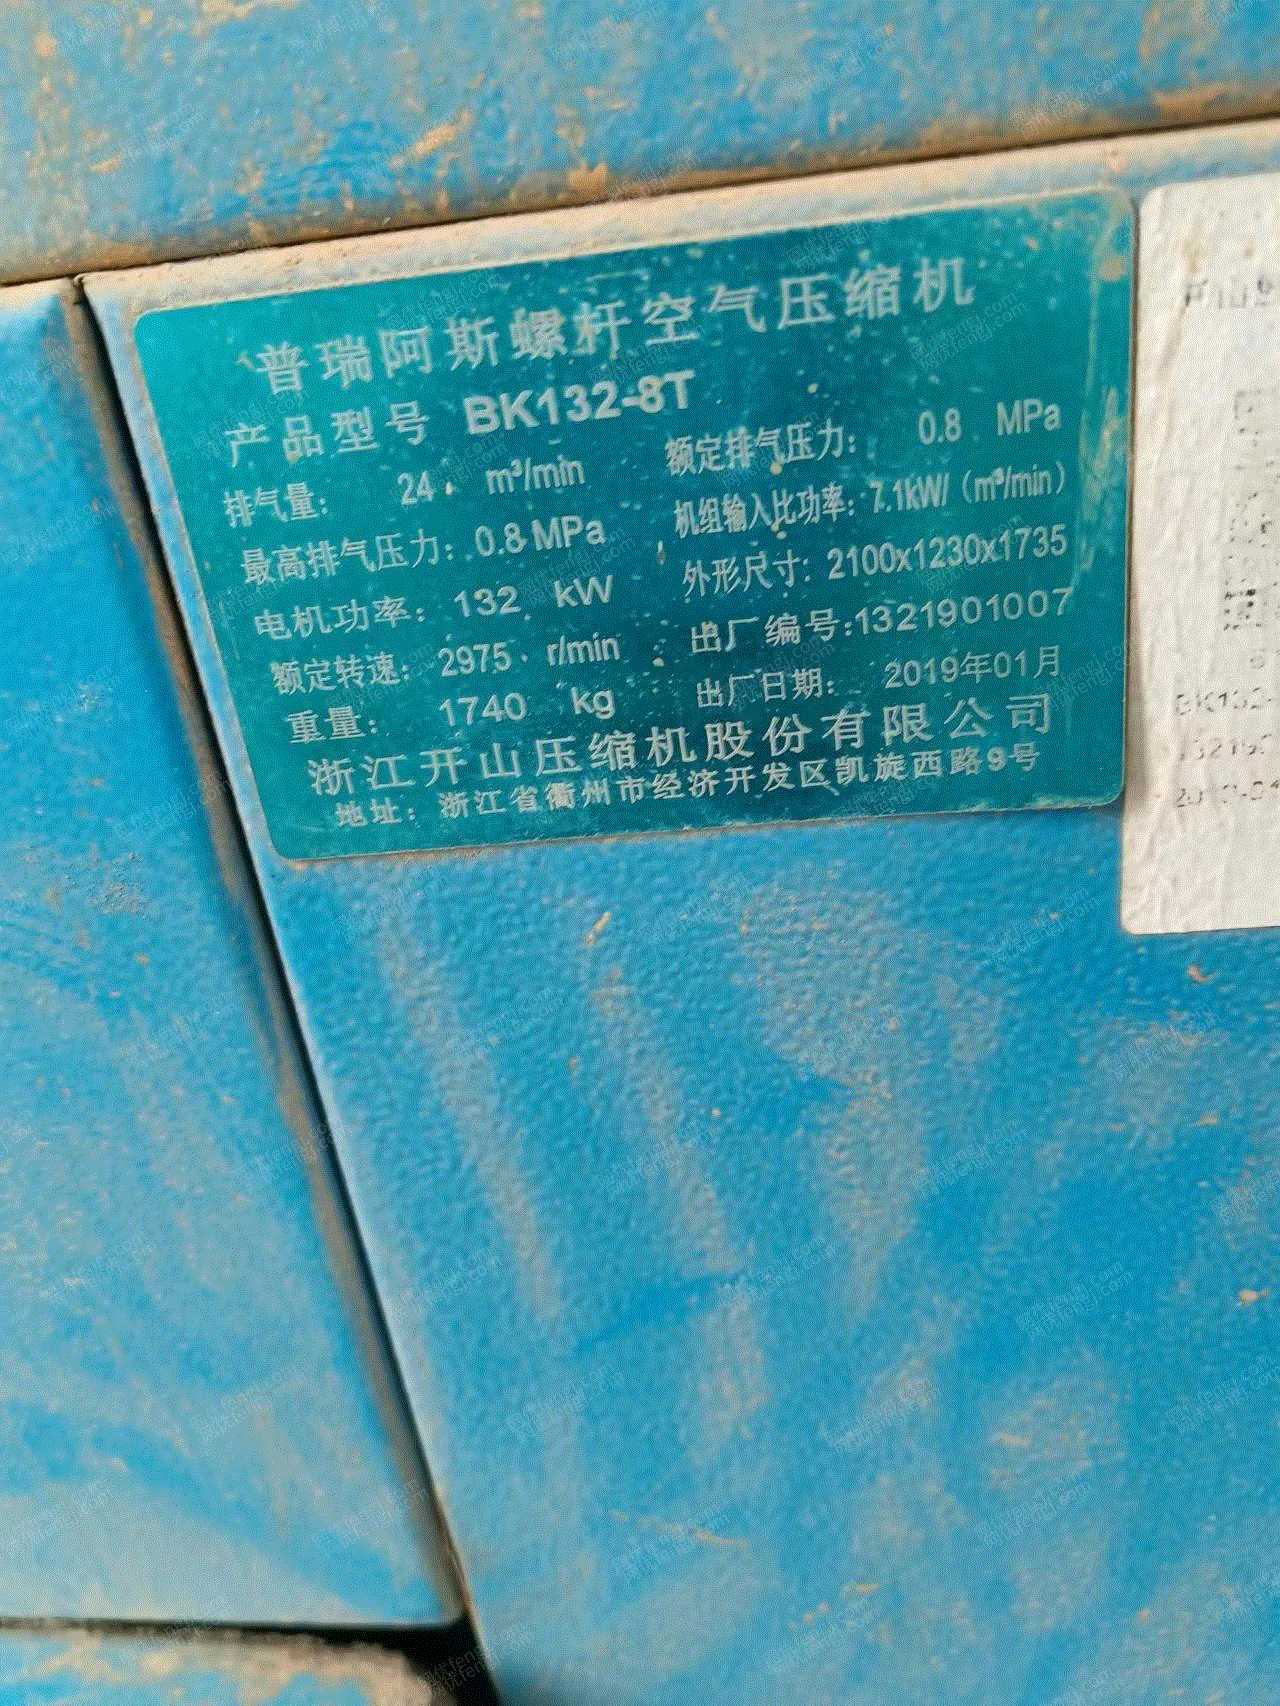 普瑞阿斯螺杆空气压缩机
产品型号 BK132-8T
排气量: 24 m³/min 额定排气压力: 0.8 MPa
最高排气压力: 0.8 MPa 机组输入比功率: 7.1kW/(m³/min)
电机功率: 132 kW 外形尺寸: 2100x1230x1735
额定转速: 2975 r/min 出厂编号:1321901007
重量: 1740 kg 出厂日期: 2019年01月
浙江开山压缩机股份有限公司
地址: 浙江省衢州市经济开发区凯旋西路9号